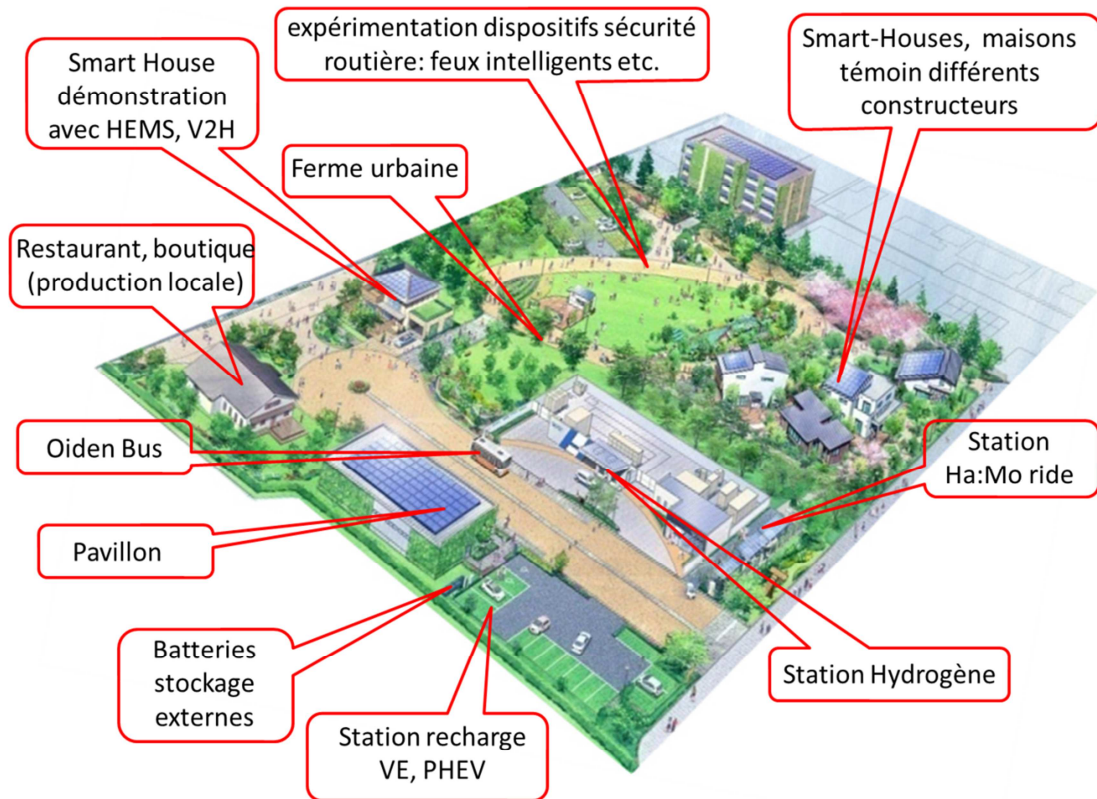 expérimentation dispositifs sécurité
routière: feux intelligents etc.
Smart House
démonstration
avec HEMS, V2H
Smart-Houses, maisons
témoin différents
constructeurs
Ferme urbaine
Restaurant, boutique
(production locale)
Oiden Bus
Station
Ha:Mo ride
Pavillon
Batteries
stockage
externes
Station Hydrogène
Station recharge
VE, PHEV